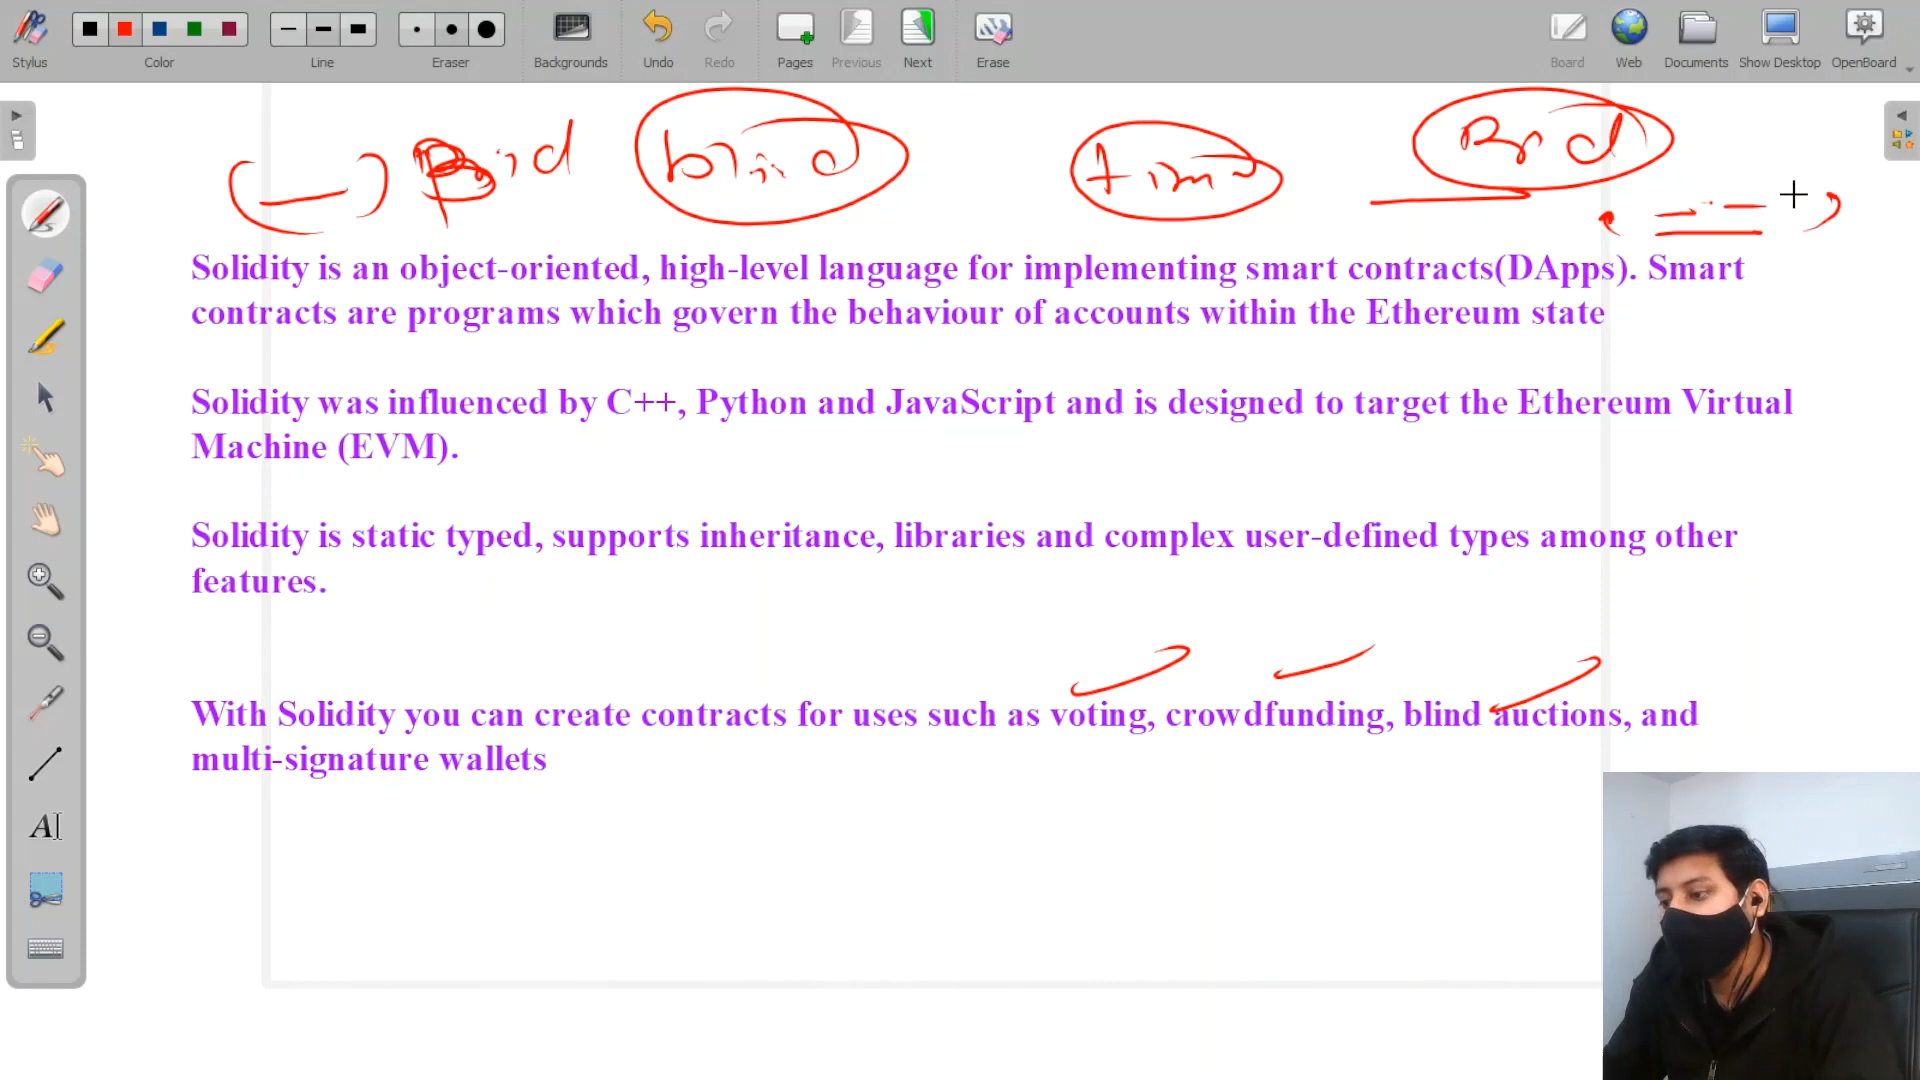 Stylus Color Line Eraser Backgrounds Undo Redo Pages Previous Next Erase Board Web Documents Show Desktop OpenBoard
Bid blind time Bid
Solidity is an object-oriented, high-level language for implementing smart contracts(DApps). Smart
contracts are programs which govern the behaviour of accounts within the Ethereum state
Solidity was influenced by C++, Python and JavaScript and is designed to target the Ethereum Virtual
Machine (EVM).
Solidity is static typed, supports inheritance, libraries and complex user-defined types among other
features.
With Solidity you can create contracts for uses such as voting, crowdfunding, blind auctions, and
multi-signature wallets